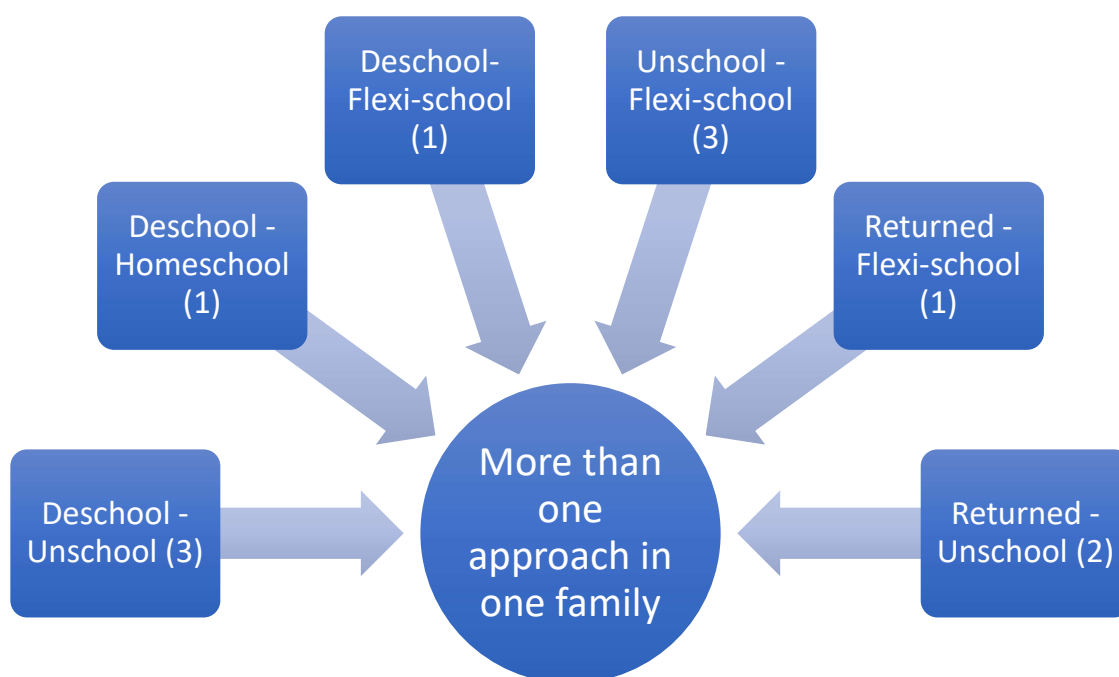 Deschool -
Unschool (3)
Deschool -
Homeschool
(1)
Deschool-
Flexi-school
(1)
Unschool -
Flexi-school
(3)
Returned -
Flexi-school
(1)
Returned -
Unschool (2)
More than
one
approach in
one family